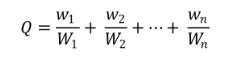 Q = w₁/W₁ + w₂/W₂ + ⋯ + wₙ/Wₙ